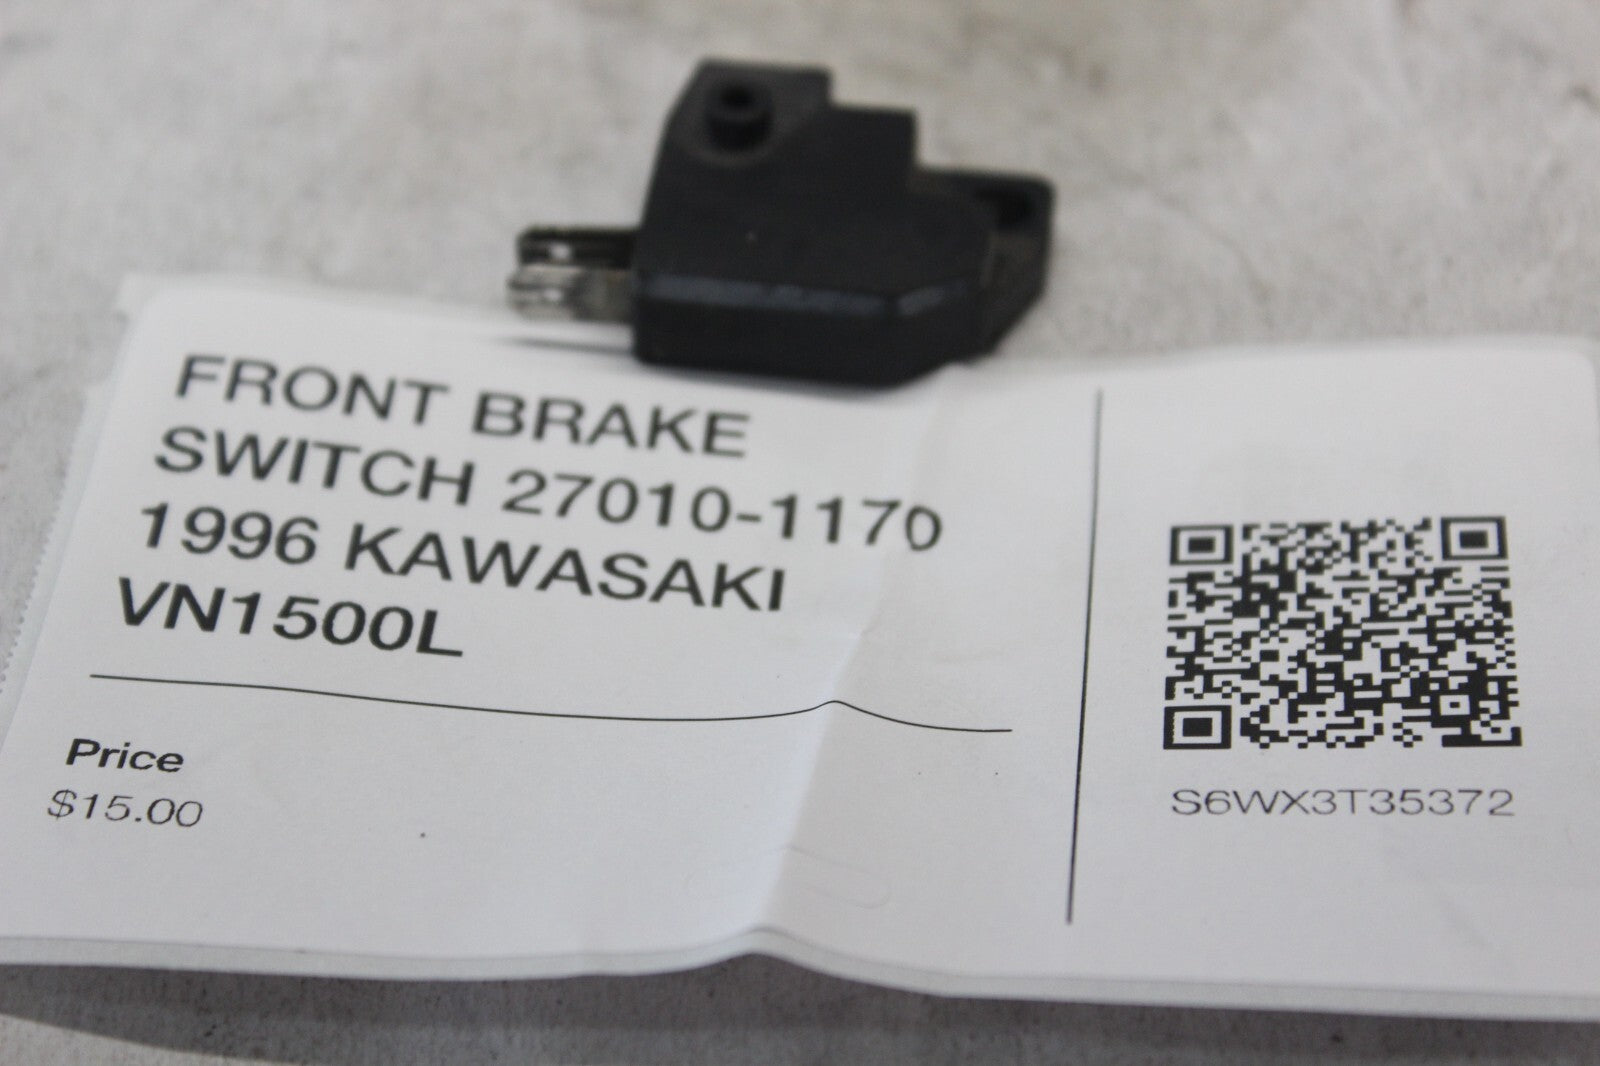 FRONT BRAKE
SWITCH 27010-1170
1996 KAWASAKI
VN1500L
Price
$15.00
S6WX3T35372